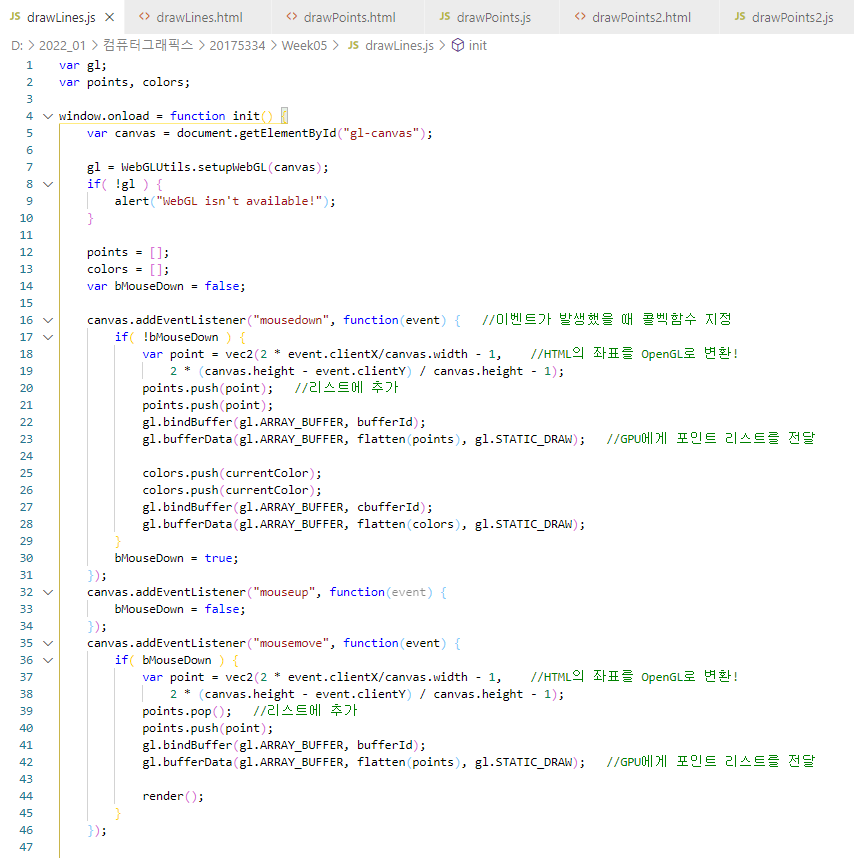 JS drawLines.js × <> drawLines.html <> drawPoints.html JS drawPoints.js <> drawPoints2.html JS drawPoints2.js
D: > 2022_01 > 컴퓨터그래픽스 > 20175334 > Week05 > JS drawLines.js > init
1 var gl;
2 var points, colors;
3
4 window.onload = function init() {
5 var canvas = document.getElementById("gl-canvas");
6
7 gl = WebGLUtils.setupWebGL(canvas);
8 if( !gl ) {
9 alert("WebGL isn't available!");
10 }
11
12 points = [];
13 colors = [];
14 var bMouseDown = false;
15
16 canvas.addEventListener("mousedown", function(event) { //이벤트가 발생했을 때 콜벡함수 지정
17 if( !bMouseDown ) {
18 var point = vec2(2 * event.clientX/canvas.width - 1, //HTML의 좌표를 OpenGL로 변환!
19 2 * (canvas.height - event.clientY) / canvas.height - 1);
20 points.push(point); //리스트에 추가
21 points.push(point);
22 gl.bindBuffer(gl.ARRAY_BUFFER, bufferId);
23 gl.bufferData(gl.ARRAY_BUFFER, flatten(points), gl.STATIC_DRAW); //GPU에게 포인트 리스트를 전달
24
25 colors.push(currentColor);
26 colors.push(currentColor);
27 gl.bindBuffer(gl.ARRAY_BUFFER, cbufferId);
28 gl.bufferData(gl.ARRAY_BUFFER, flatten(colors), gl.STATIC_DRAW);
29 }
30 bMouseDown = true;
31 });
32 canvas.addEventListener("mouseup", function(event) {
33 bMouseDown = false;
34 });
35 canvas.addEventListener("mousemove", function(event) {
36 if( bMouseDown ) {
37 var point = vec2(2 * event.clientX/canvas.width - 1, //HTML의 좌표를 OpenGL로 변환!
38 2 * (canvas.height - event.clientY) / canvas.height - 1);
39 points.pop(); //리스트에 추가
40 points.push(point);
41 gl.bindBuffer(gl.ARRAY_BUFFER, bufferId);
42 gl.bufferData(gl.ARRAY_BUFFER, flatten(points), gl.STATIC_DRAW); //GPU에게 포인트 리스트를 전달
43
44 render();
45 }
46 });
47